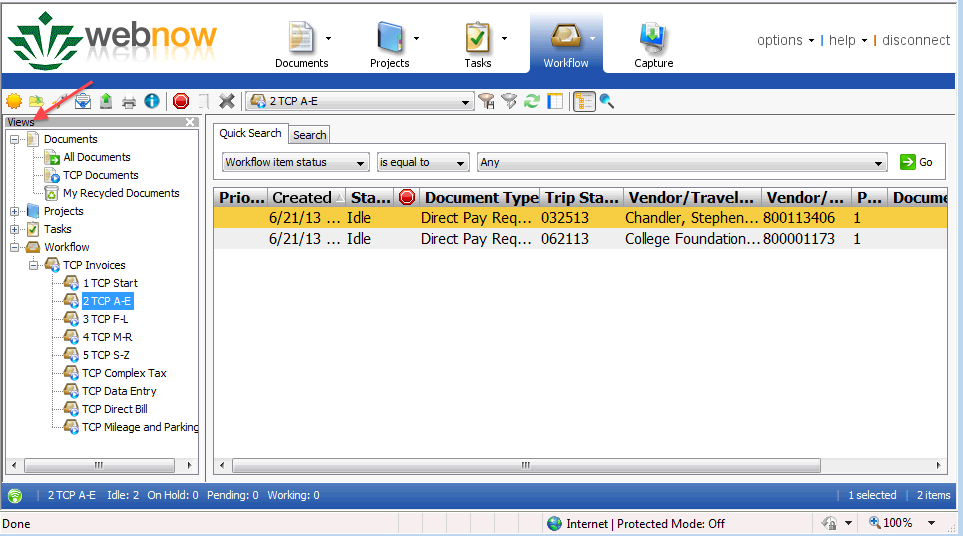 webnow
Documents
Projects
Tasks
Workflow
Capture
options | help | disconnect
2 TCP A-E
Views
Documents
All Documents
TCP Documents
My Recycled Documents
Projects
Tasks
Workflow
TCP Invoices
1 TCP Start
2 TCP A-E
3 TCP F-L
4 TCP M-R
5 TCP S-Z
TCP Complex Tax
TCP Data Entry
TCP Direct Bill
TCP Mileage and Parking
Quick Search Search
Workflow item status is equal to Any Go
Prio... Created Sta... Document Type Trip Sta... Vendor/Travel... Vendor/... P... Docume
6/21/13 ... Idle Direct Pay Req... 032513 Chandler, Stephen... 800113406 1
6/21/13 ... Idle Direct Pay Req... 062113 College Foundation... 800001173 1
| 2 TCP A-E Idle: 2 On Hold: 0 Pending: 0 Working: 0 | 1 selected | 2 items
Done Internet | Protected Mode: Off 100%